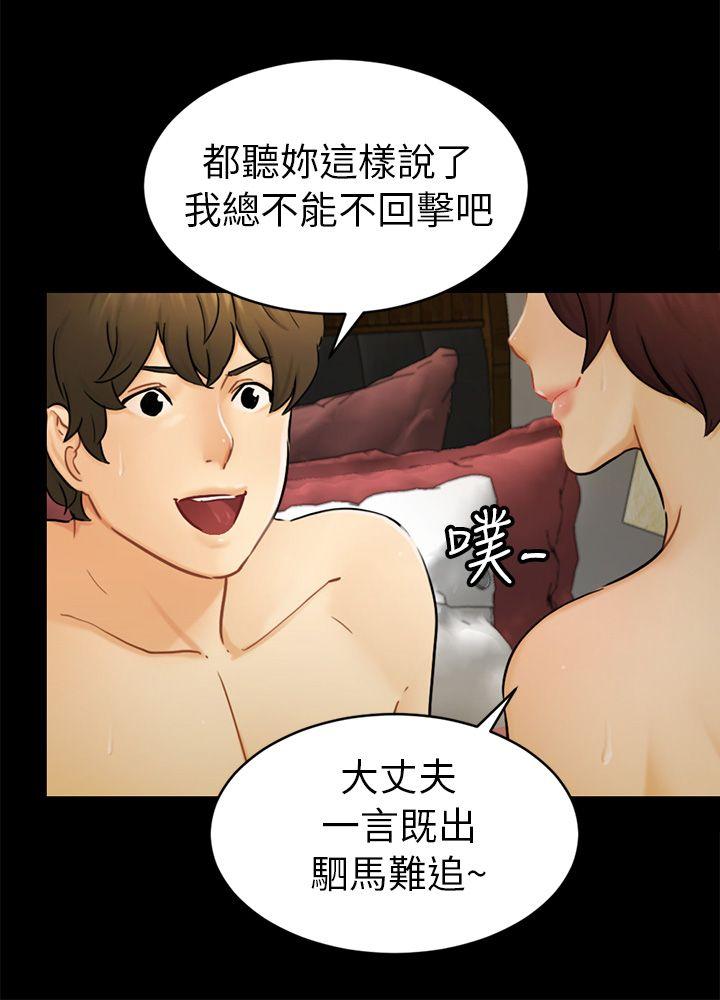 都聽妳這樣說了
我總不能不回擊吧
噗~
大丈夫
一言既出
駟馬難追~